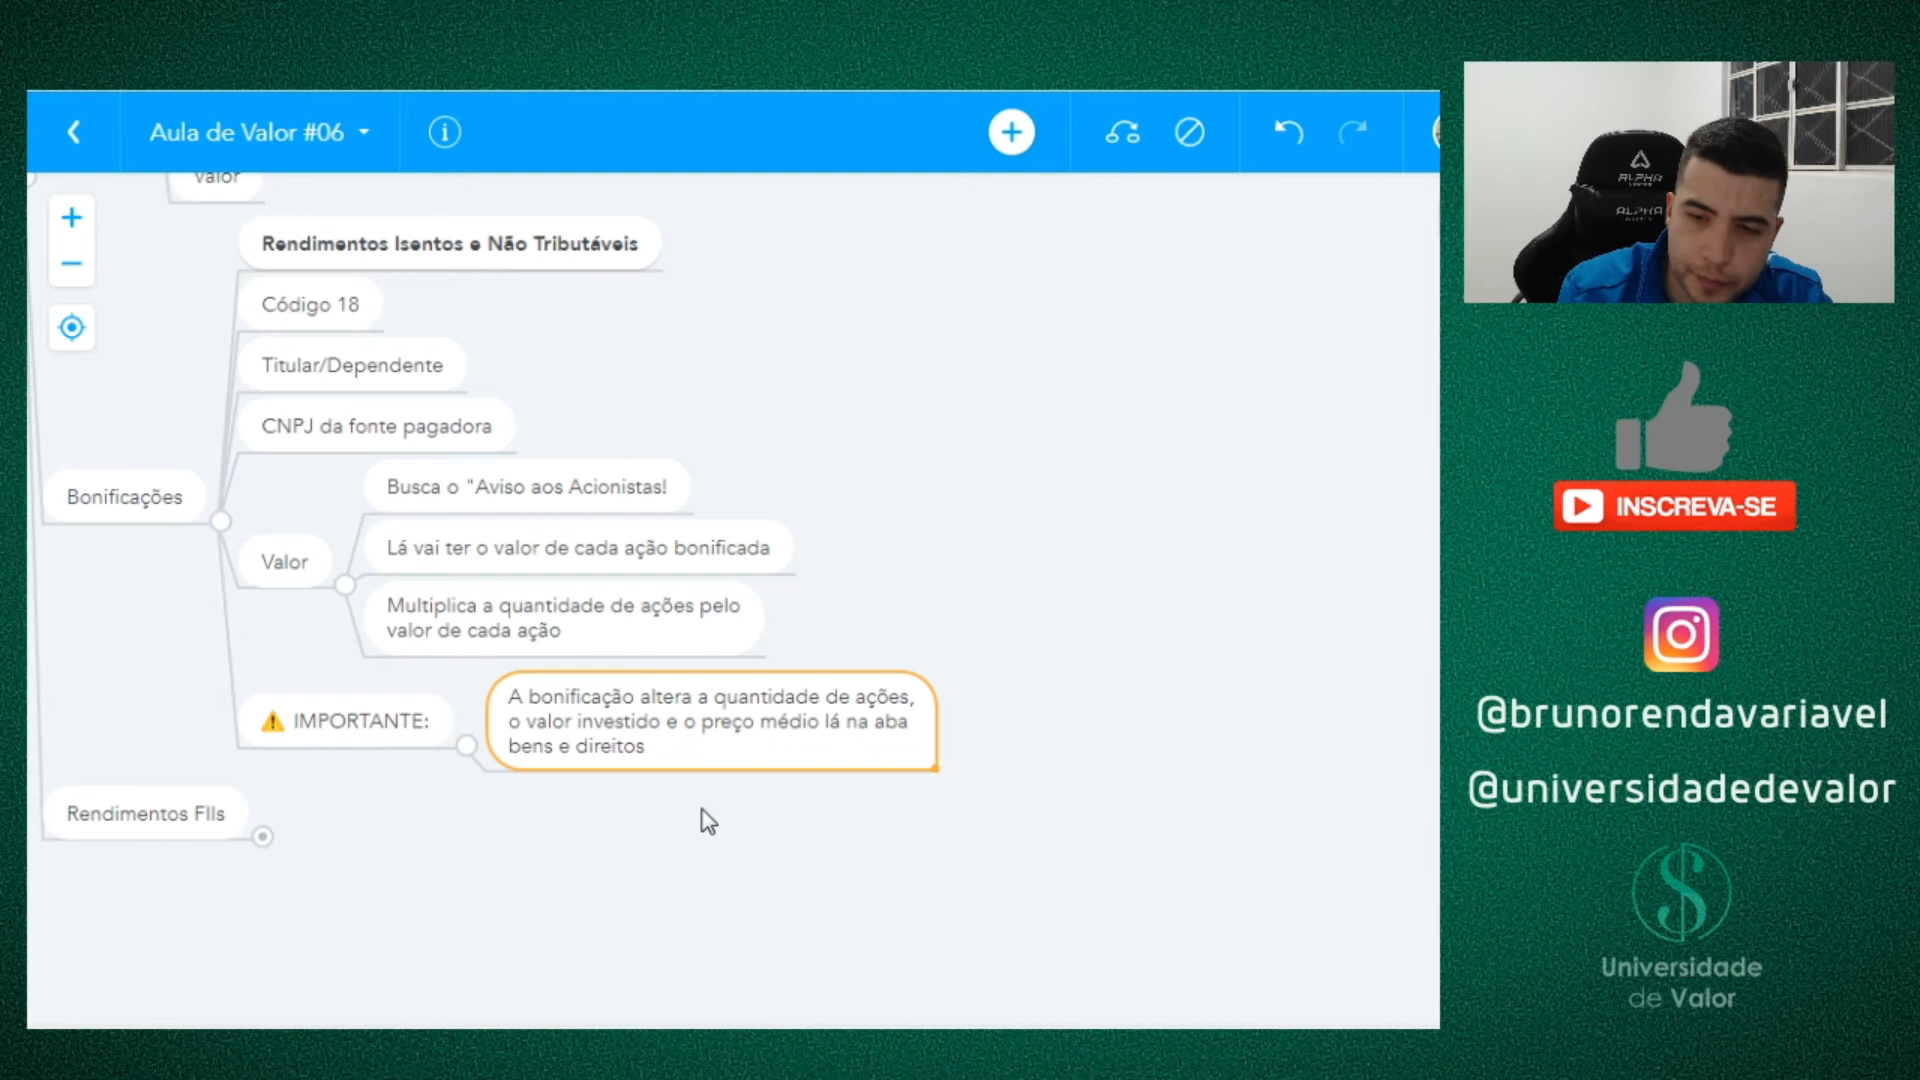 Aula de Valor #06
Valor
Rendimentos Isentos e Não Tributáveis
Código 18
Titular/Dependente
CNPJ da fonte pagadora
Bonificações
Busca o "Aviso aos Acionistas!
Lá vai ter o valor de cada ação bonificada
Valor
Multiplica a quantidade de ações pelo
valor de cada ação
IMPORTANTE:
A bonificação altera a quantidade de ações,
o valor investido e o preço médio lá na aba
bens e direitos
Rendimentos FIIs
ALPHA
ALPHA
INSCREVA-SE
@brunorendavariavel
@universidadedevalor
Universidade
de Valor